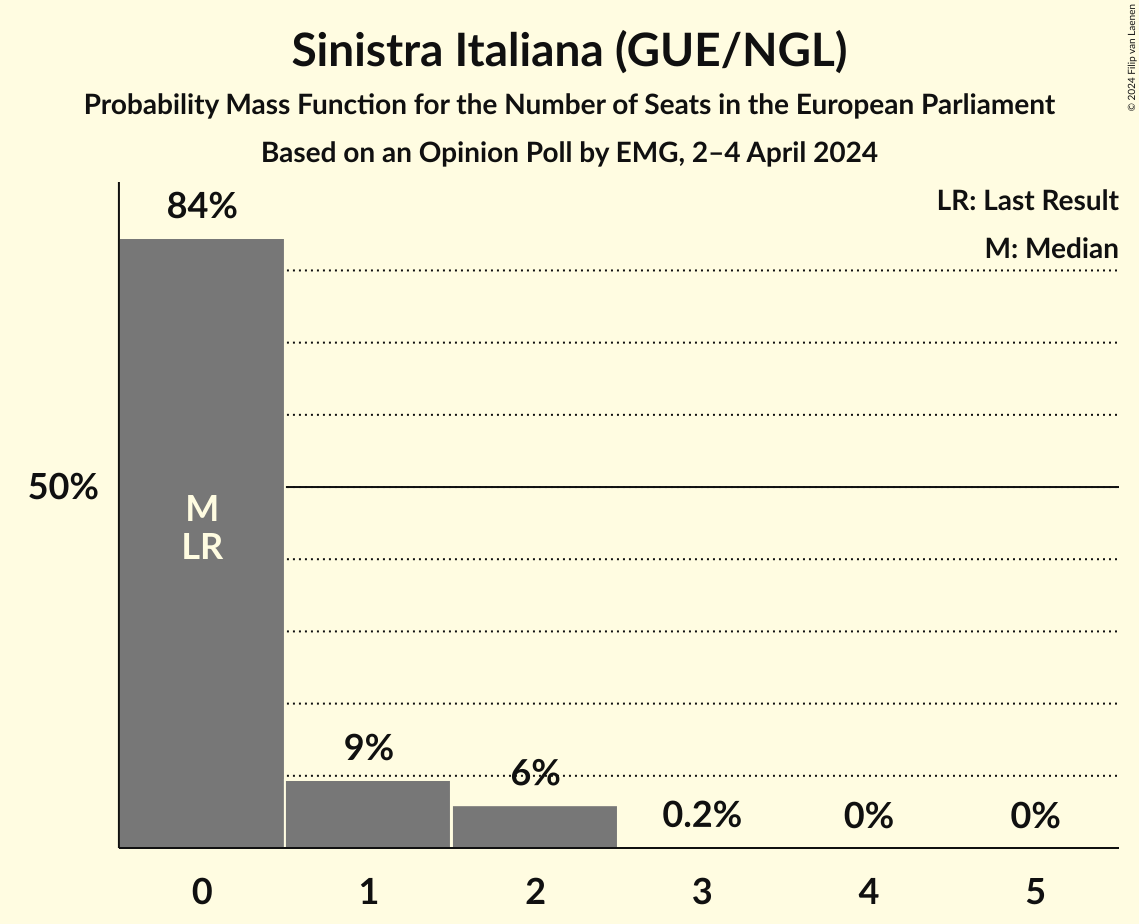 Sinistra Italiana (GUE/NGL)
Probability Mass Function for the Number of Seats in the European Parliament
Based on an Opinion Poll by EMG, 2–4 April 2024
© 2024 Filip van Laenen
LR: Last Result
M: Median
84%
50%
M
LR
9%
6%
0.2%
0%
0%
0
1
2
3
4
5